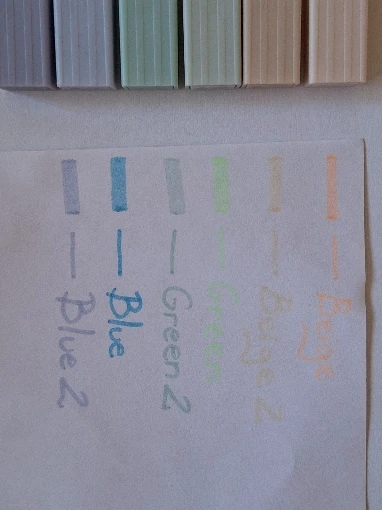 — Beige
— Beige 2
— Green
— Green 2
— Blue
— Blue 2